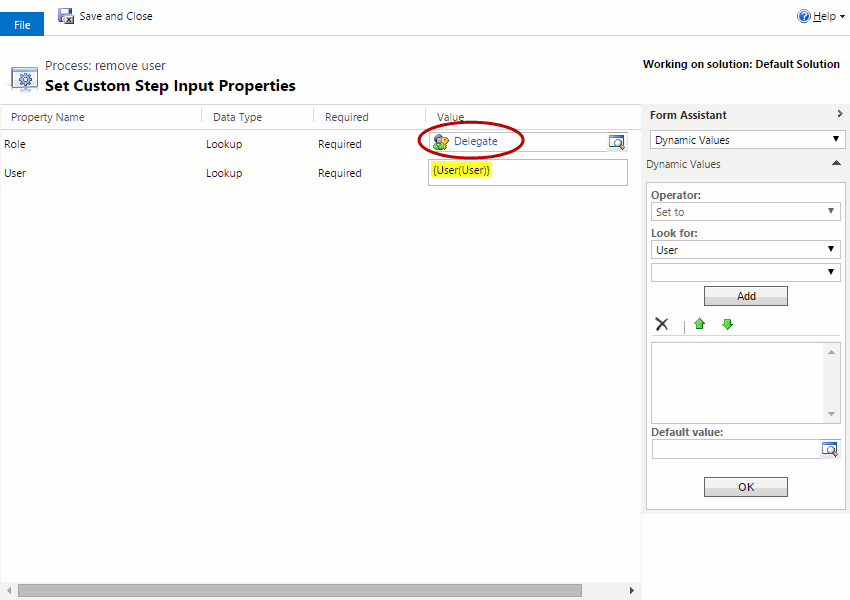 File
Save and Close
Help
Process: remove user
Set Custom Step Input Properties
Working on solution: Default Solution
Property Name Data Type Required Value
Role Lookup Required Delegate
User Lookup Required {User(User)}
Form Assistant
Dynamic Values
Dynamic Values
Operator:
Set to
Look for:
User
Add
Default value:
OK